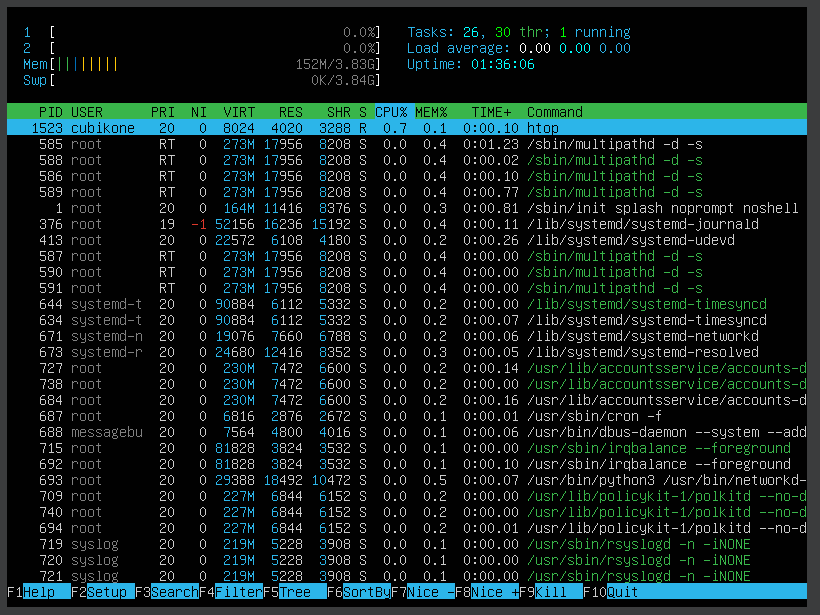 1 [ 0.0%] Tasks: 26, 30 thr; 1 running
2 [ 0.0%] Load average: 0.00 0.00 0.00
Mem[|||||||| 152M/3.83G] Uptime: 01:36:06
Swp[ 0K/3.84G]
PID USER PRI NI VIRT RES SHR S CPU% MEM% TIME+ Command
1523 cubikone 20 0 8024 4020 3288 R 0.7 0.1 0:00.10 htop
585 root RT 0 273M 17956 8208 S 0.0 0.4 0:01.23 /sbin/multipathd -d -s
588 root RT 0 273M 17956 8208 S 0.0 0.4 0:00.02 /sbin/multipathd -d -s
586 root RT 0 273M 17956 8208 S 0.0 0.4 0:00.10 /sbin/multipathd -d -s
589 root RT 0 273M 17956 8208 S 0.0 0.4 0:00.77 /sbin/multipathd -d -s
1 root 20 0 164M 11416 8376 S 0.0 0.3 0:00.81 /sbin/init splash noprompt noshell
376 root 19 -1 52156 16236 15192 S 0.0 0.4 0:00.11 /lib/systemd/systemd-journald
413 root 20 0 22572 6108 4180 S 0.0 0.2 0:00.26 /lib/systemd/systemd-udevd
587 root RT 0 273M 17956 8208 S 0.0 0.4 0:00.00 /sbin/multipathd -d -s
590 root RT 0 273M 17956 8208 S 0.0 0.4 0:00.00 /sbin/multipathd -d -s
591 root RT 0 273M 17956 8208 S 0.0 0.4 0:00.00 /sbin/multipathd -d -s
644 systemd-t 20 0 90884 6112 5332 S 0.0 0.2 0:00.00 /lib/systemd/systemd-timesyncd
634 systemd-t 20 0 90884 6112 5332 S 0.0 0.2 0:00.07 /lib/systemd/systemd-timesyncd
671 systemd-n 20 0 19076 7660 6788 S 0.0 0.2 0:00.06 /lib/systemd/systemd-networkd
673 systemd-r 20 0 24680 12416 8352 S 0.0 0.3 0:00.05 /lib/systemd/systemd-resolved
727 root 20 0 230M 7472 6600 S 0.0 0.2 0:00.14 /usr/lib/accountsservice/accounts-d
738 root 20 0 230M 7472 6600 S 0.0 0.2 0:00.00 /usr/lib/accountsservice/accounts-d
684 root 20 0 230M 7472 6600 S 0.0 0.2 0:00.16 /usr/lib/accountsservice/accounts-d
687 root 20 0 6816 2876 2672 S 0.0 0.1 0:00.01 /usr/sbin/cron -f
688 messagebu 20 0 7564 4800 4016 S 0.0 0.1 0:00.06 /usr/bin/dbus-daemon --system --add
715 root 20 0 81828 3824 3532 S 0.0 0.1 0:00.00 /usr/sbin/irqbalance --foreground
692 root 20 0 81828 3824 3532 S 0.0 0.1 0:00.10 /usr/sbin/irqbalance --foreground
693 root 20 0 29388 18492 10472 S 0.0 0.5 0:00.07 /usr/bin/python3 /usr/bin/networkd-
709 root 20 0 227M 6844 6152 S 0.0 0.2 0:00.00 /usr/lib/policykit-1/polkitd --no-d
740 root 20 0 227M 6844 6152 S 0.0 0.2 0:00.00 /usr/lib/policykit-1/polkitd --no-d
694 root 20 0 227M 6844 6152 S 0.0 0.2 0:00.01 /usr/lib/policykit-1/polkitd --no-d
719 syslog 20 0 219M 5228 3908 S 0.0 0.1 0:00.00 /usr/sbin/rsyslogd -n -iNONE
720 syslog 20 0 219M 5228 3908 S 0.0 0.1 0:00.00 /usr/sbin/rsyslogd -n -iNONE
721 syslog 20 0 219M 5228 3908 S 0.0 0.1 0:00.00 /usr/sbin/rsyslogd -n -iNONE
F1Help F2Setup F3SearchF4FilterF5Tree F6SortByF7Nice -F8Nice +F9Kill F10Quit